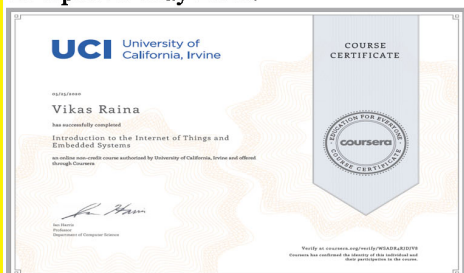 UCI University of
California, Irvine
COURSE
CERTIFICATE
05/25/2020
Vikas Raina
has successfully completed
Introduction to the Internet of Things and
Embedded Systems
an online non-credit course authorized by University of California, Irvine and offered
through Coursera
EDUCATION FOR EVERYONE
coursera
COURSE CERTIFICATE
Ian Harris
Professor
Department of Computer Science
Verify at coursera.org/verify/
Coursera has confirmed the identity of this individual and
their participation in the course.